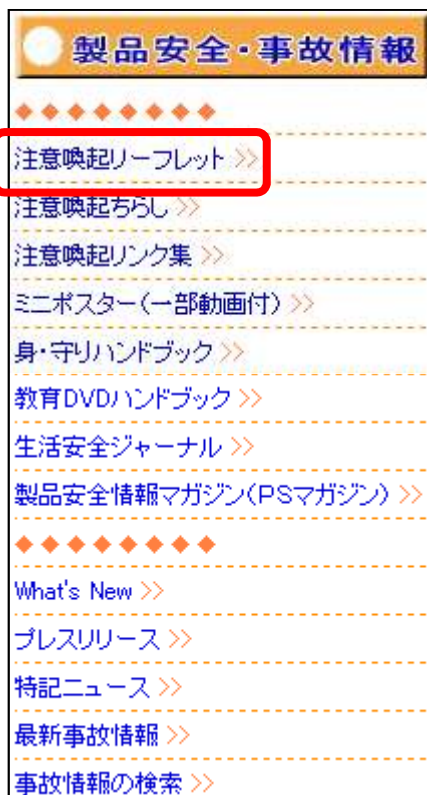 製品安全・事故情報
◆◆◆◆◆◆◆◆
注意喚起リーフレット >>
注意喚起ちらし >>
注意喚起リンク集 >>
ミニポスター(一部動画付) >>
身・守りハンドブック >>
教育DVDハンドブック >>
生活安全ジャーナル >>
製品安全情報マガジン(PSマガジン) >>
◆◆◆◆◆◆◆◆
What's New >>
プレスリリース >>
特記ニュース >>
最新事故情報 >>
事故情報の検索 >>